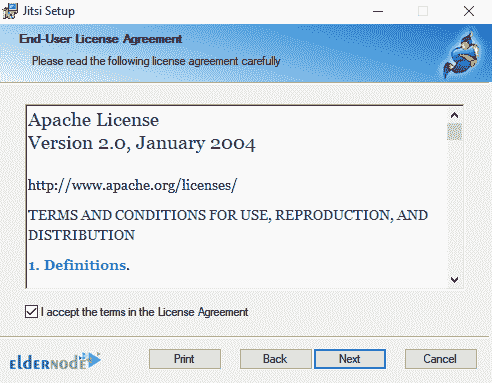 Jitsi Setup
End-User License Agreement
Please read the following license agreement carefully
Apache License
Version 2.0, January 2004
http://www.apache.org/licenses/
TERMS AND CONDITIONS FOR USE, REPRODUCTION, AND
DISTRIBUTION
1. Definitions.
I accept the terms in the License Agreement
ELDERNODE
Print
Back
Next
Cancel